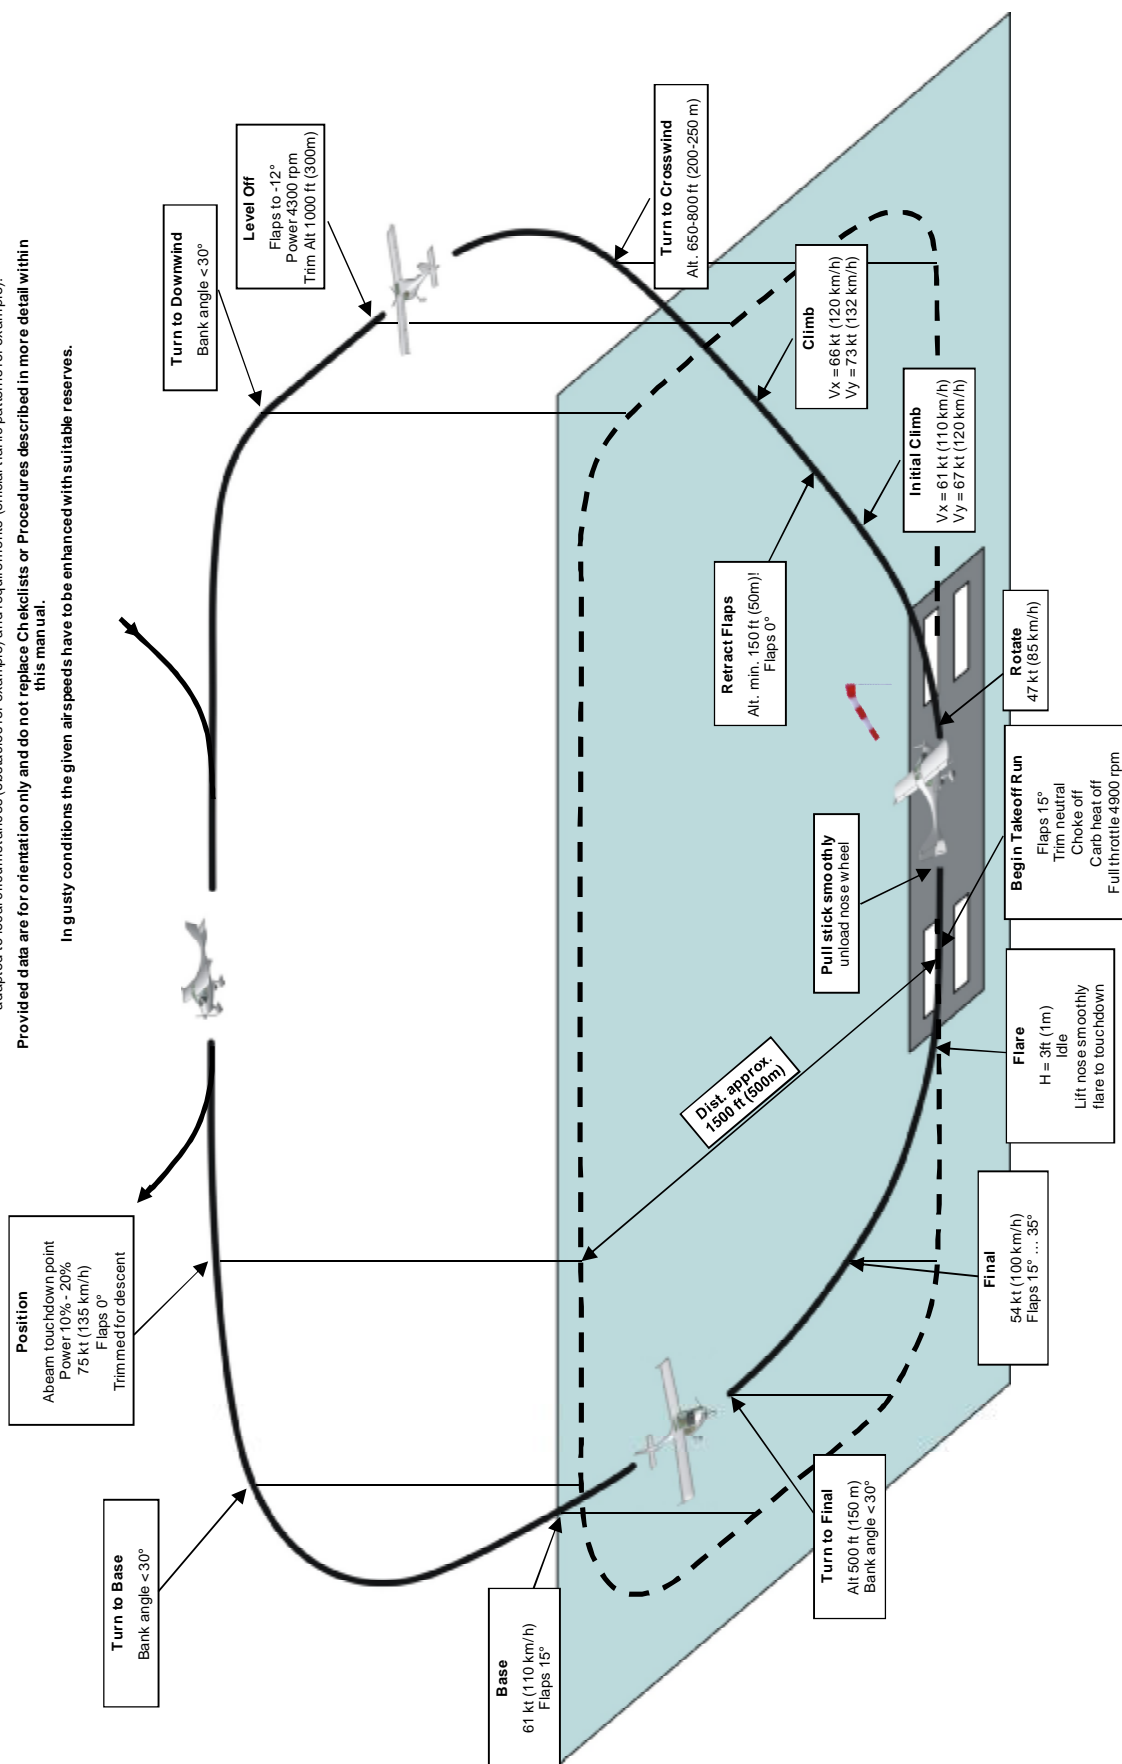 Provided data are for orientation only and do not replace Chekclists or Procedures described in more detail within
this manual.
In gusty conditions the given airspeeds have to be enhanced with suitable reserves.
Position
Abeam touchdown point
Power 10% - 20%
75 kt (135 km/h)
Flaps 0°
Trimmed for descent
Turn to Downwind
Bank angle < 30°
Level Off
Flaps to -12°
Power 4300 rpm
Trim Alt 1000 ft (300m)
Turn to Base
Bank angle < 30°
Turn to Crosswind
Alt. 650-800 ft (200-250 m)
Climb
Vx = 66 kt (120 km/h)
Vy = 73 kt (132 km/h)
Initial Climb
Vx = 61 kt (110 km/h)
Vy = 67 kt (120 km/h)
Retract Flaps
Alt. min. 150 ft (50m)!
Flaps 0°
Dist. approx.
1500 ft (500m)
Base
61 kt (110 km/h)
Flaps 15°
Pull stick smoothly
unload nose wheel
Turn to Final
Alt 500 ft (150 m)
Bank angle < 30°
Final
54 kt (100 km/h)
Flaps 15° ... 35°
Flare
H = 3ft (1m)
Idle
Lift nose smoothly
flare to touchdown
Begin Takeoff Run
Flaps 15°
Trim neutral
Choke off
Carb heat off
Full throttle 4900 rpm
Rotate
47 kt (85 km/h)